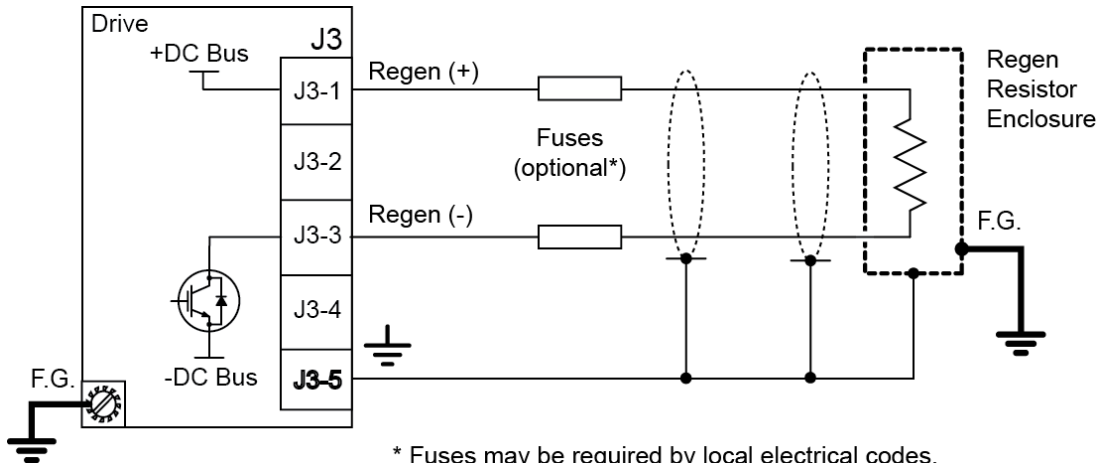 Drive
+DC Bus
J3
J3-1
J3-2
J3-3
J3-4
J3-5
Regen (+)
Fuses
(optional*)
Regen (-)
Regen
Resistor
Enclosure
F.G.
-DC Bus
F.G.
* Fuses may be required by local electrical codes.